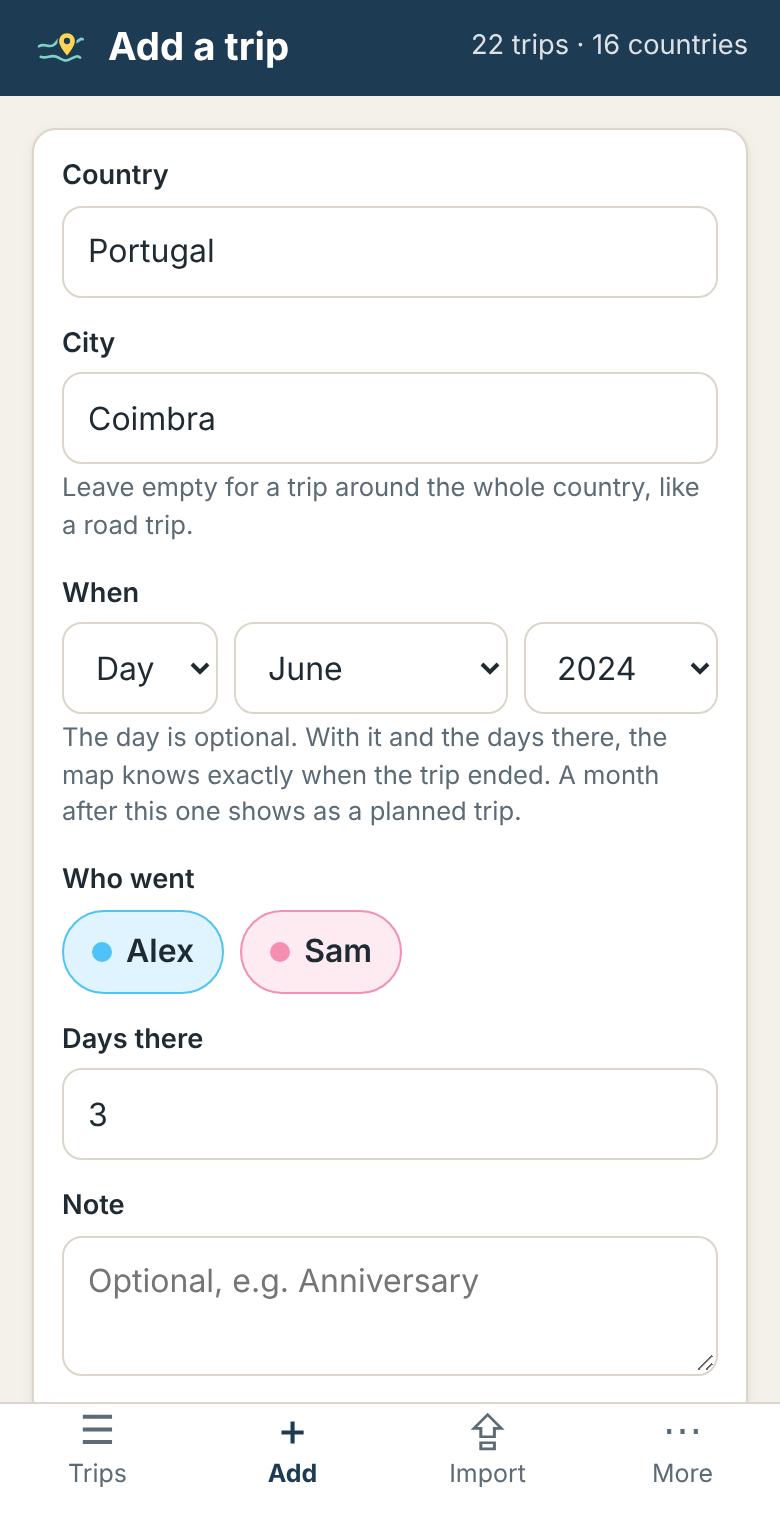 Add a trip
22 trips · 16 countries
Country
Portugal
City
Coimbra
Leave empty for a trip around the whole country, like
a road trip.
When
Day June 2024
The day is optional. With it and the days there, the
map knows exactly when the trip ended. A month
after this one shows as a planned trip.
Who went
Alex Sam
Days there
3
Note
Optional, e.g. Anniversary
Trips Add Import More